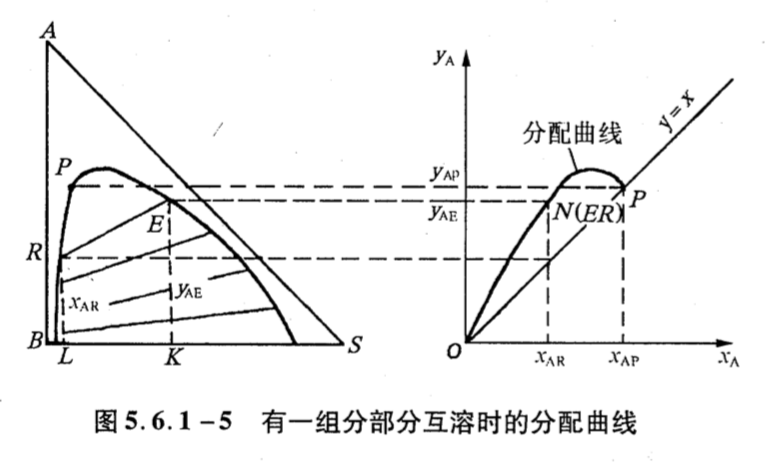 A
P
E
R
x_AR
y_AE
B
L
K
S
y_A
y=x
分配曲线
y_AP
y_AE
N(ER)
P
O
x_AR
x_AP
x_A
图 5.6.1-5 有一组分部分互溶时的分配曲线